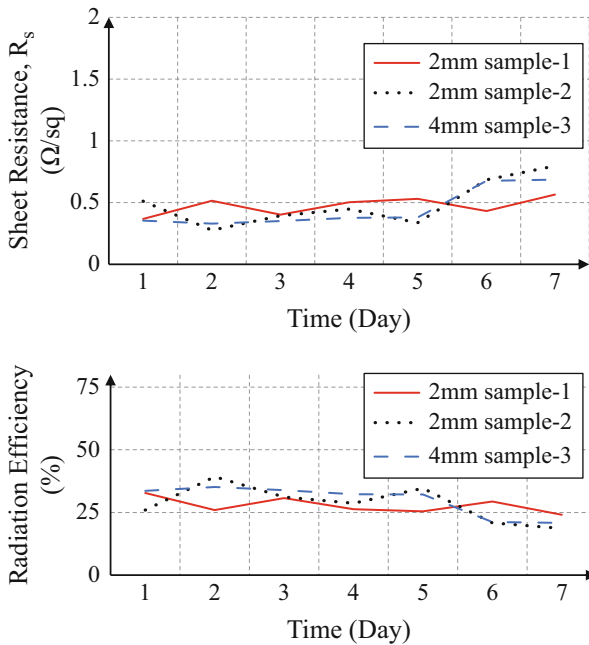 Sheet Resistance, Rs
(Ω/sq)
2
1.5
1
0.5
0
2mm sample-1
2mm sample-2
4mm sample-3
1 2 3 4 5 6 7
Time (Day)
Radiation Efficiency
(%)
75
50
25
0
2mm sample-1
2mm sample-2
4mm sample-3
1 2 3 4 5 6 7
Time (Day)